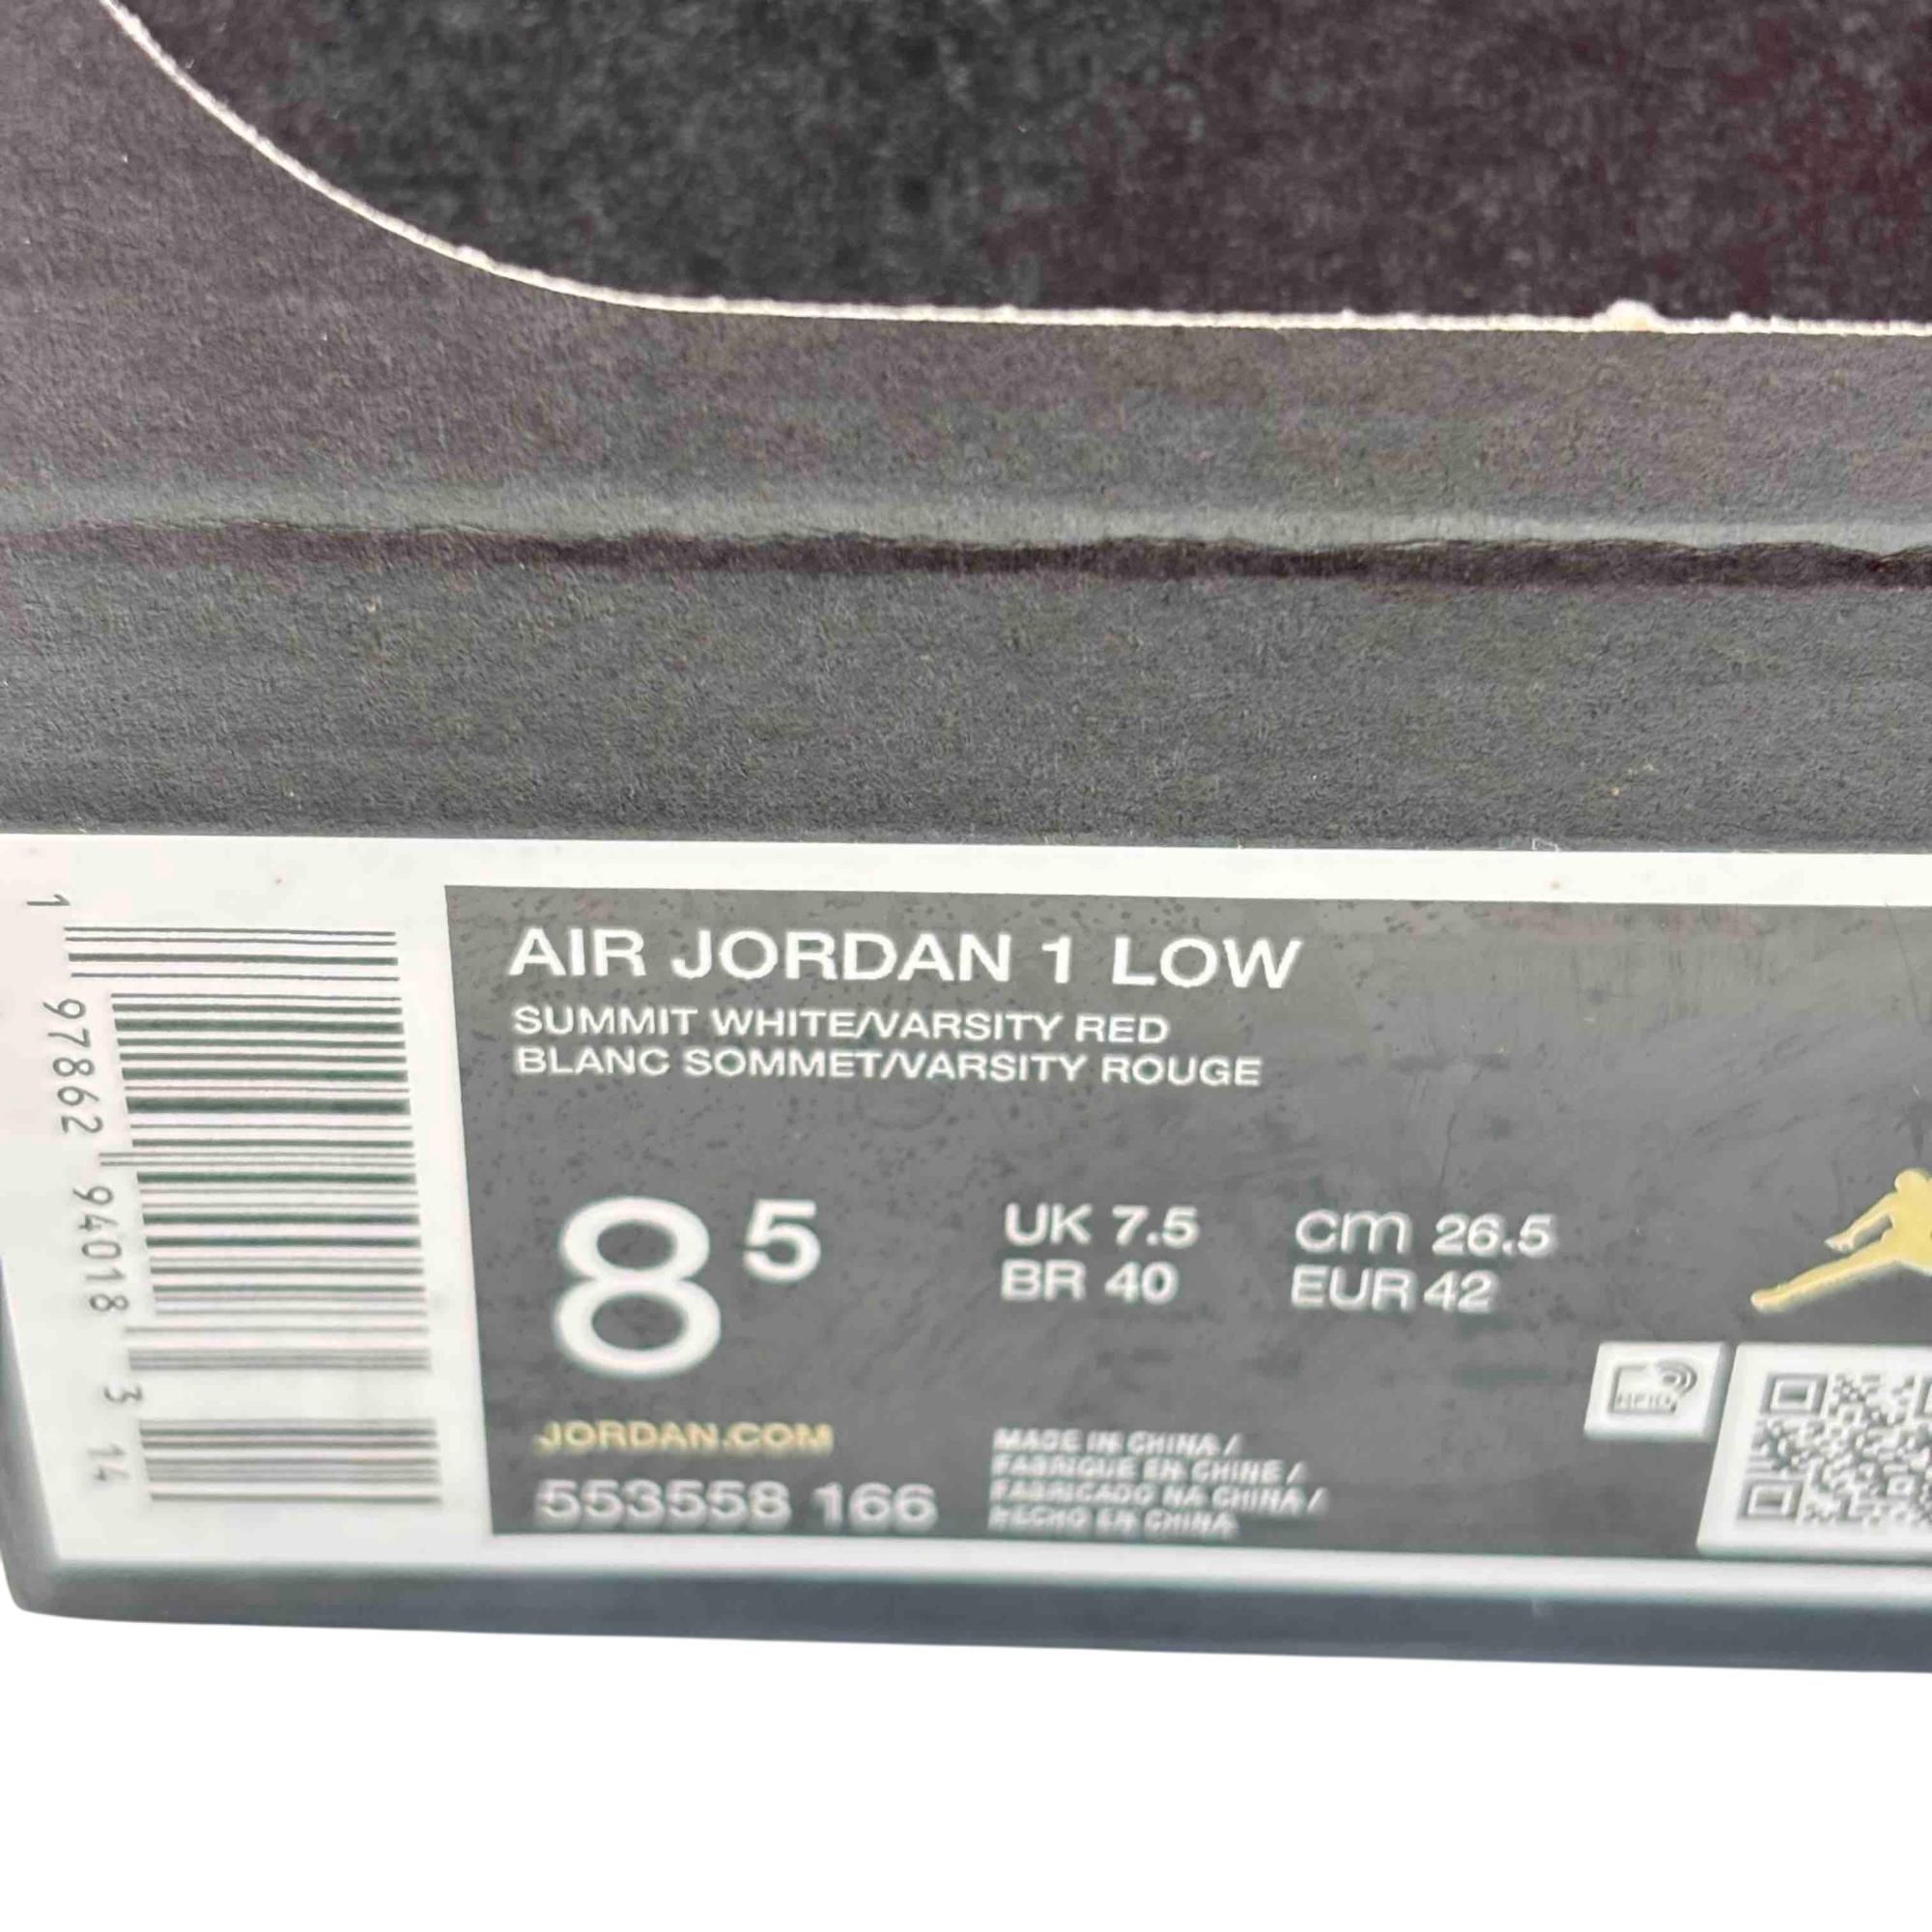 AIR JORDAN 1 LOW
SUMMIT WHITE/VARSITY RED
BLANC SOMMET/VARSITY ROUGE
8 5
UK 7.5
BR 40
cm 26.5
EUR 42
JORDAN.COM
553558 166
MADE IN CHINA /
FABRIQUE EN CHINE /
FABRICADO NA CHINA /
HECHO EN CHINA
RFID
1 97862 94018 3 14